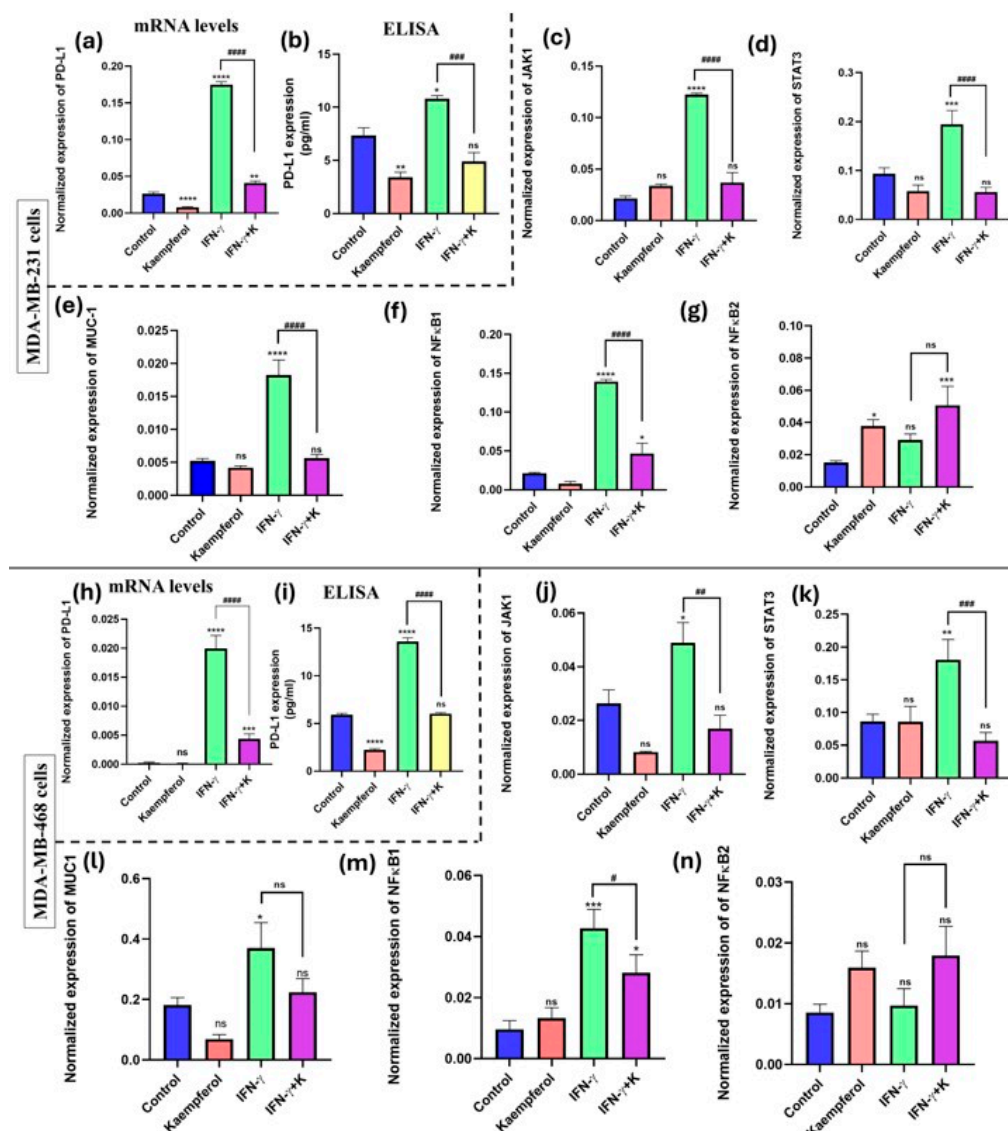 mRNA levels
ELISA
MDA-MB-231 cells
(a)
Normalized expression of PD-L1
0.20
0.15
0.10
0.05
0.00
****
****
**
####
Control
Kaempferol
IFN-γ
IFN-γ+K
(b)
PD-L1 expression
(pg/ml)
15
10
5
0
**
*
ns
###
Control
Kaempferol
IFN-γ
IFN-γ+K
(c)
Normalized expression of JAK1
0.15
0.10
0.05
0.00
ns
****
ns
####
Control
Kaempferol
IFN-γ
IFN-γ+K
(d)
Normalized expression of STAT3
0.3
0.2
0.1
0.0
ns
***
ns
####
Control
Kaempferol
IFN-γ
IFN-γ+K
(e)
Normalized expression of MUC-1
0.025
0.020
0.015
0.010
0.005
0.000
ns
****
ns
####
Control
Kaempferol
IFN-γ
IFN-γ+K
(f)
Normalized expression of NFκB1
0.20
0.15
0.10
0.05
0.00
****
*
####
Control
Kaempferol
IFN-γ
IFN-γ+K
(g)
Normalized expression of NFκB2
0.10
0.08
0.06
0.04
0.02
0.00
*
ns
***
ns
Control
Kaempferol
IFN-γ
IFN-γ+K
MDA-MB-468 cells
(h)
mRNA levels
Normalized expression of PD-L1
0.025
0.020
0.015
0.010
0.005
0.000
ns
****
***
####
Control
Kaempferol
IFN-γ
IFN-γ+K
(i)
ELISA
PD-L1 expression
(pg/ml)
15
10
5
0
****
****
ns
####
Control
Kaempferol
IFN-γ
IFN-γ+K
(j)
Normalized expression of JAK1
0.06
0.04
0.02
0.00
ns
*
ns
##
Control
Kaempferol
IFN-γ
IFN-γ+K
(k)
Normalized expression of STAT3
0.25
0.20
0.15
0.10
0.05
0.00
ns
**
ns
###
Control
Kaempferol
IFN-γ
IFN-γ+K
(l)
Normalized expression of MUC1
0.6
0.4
0.2
0.0
ns
*
ns
ns
Control
Kaempferol
IFN-γ
IFN-γ+K
(m)
Normalized expression of NFκB1
0.06
0.04
0.02
0.00
ns
***
*
#
Control
Kaempferol
IFN-γ
IFN-γ+K
(n)
Normalized expression of NFκB2
0.03
0.02
0.01
0.00
ns
ns
ns
ns
Control
Kaempferol
IFN-γ
IFN-γ+K